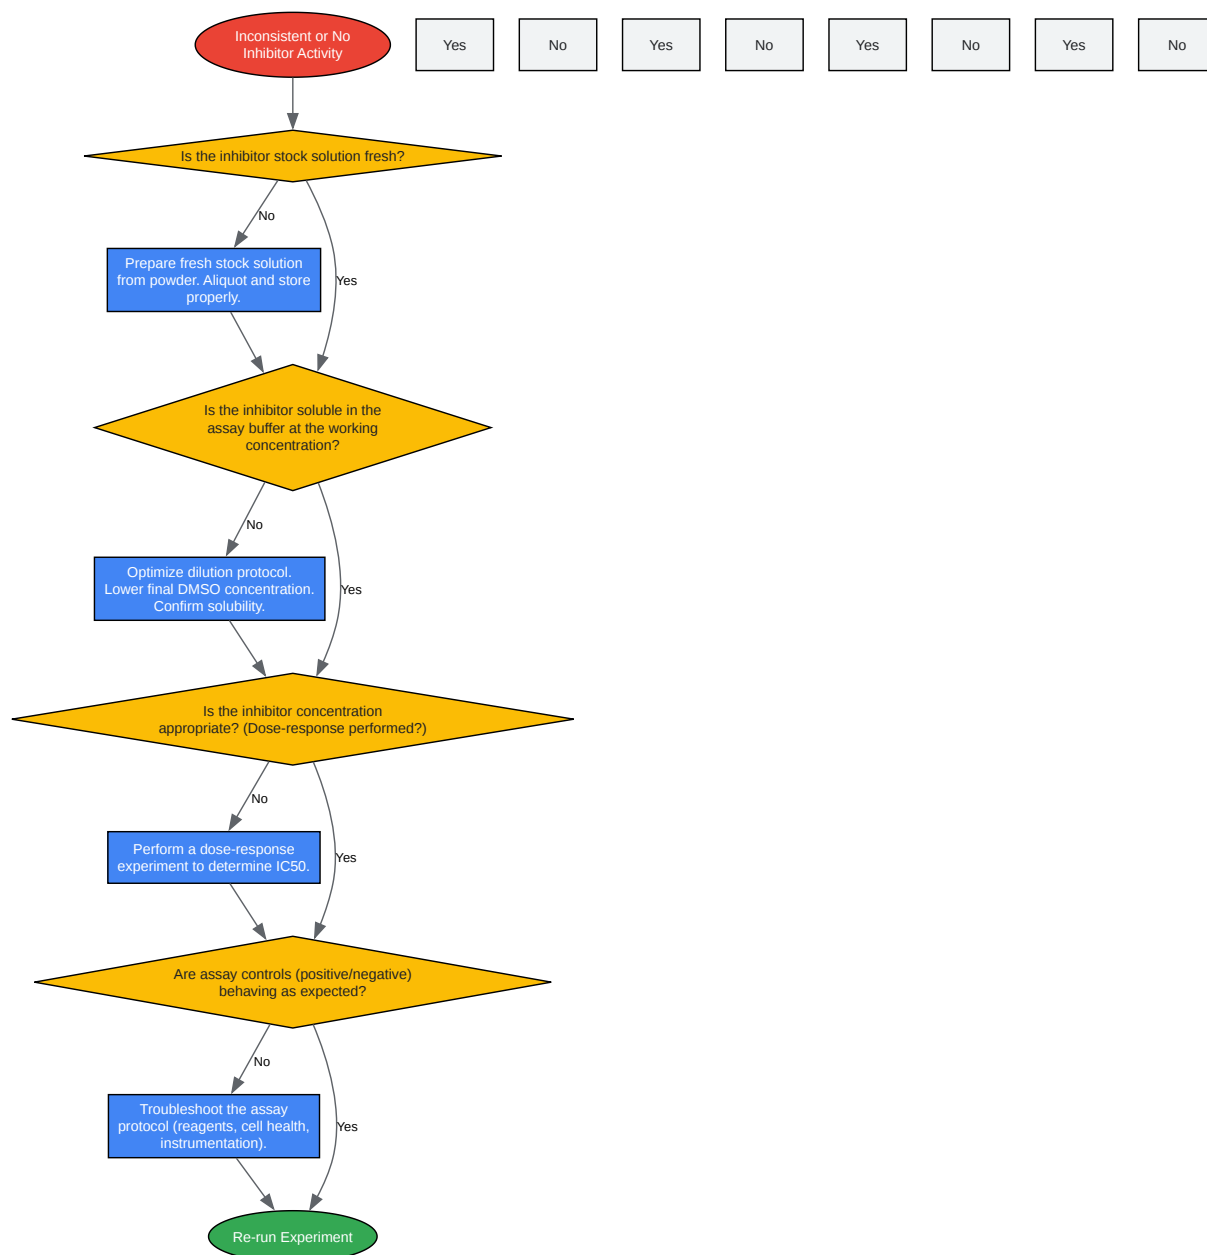 Inconsistent or No
Inhibitor Activity
Yes
No
Yes
No
Yes
No
Yes
No
Is the inhibitor stock solution fresh?
No
Prepare fresh stock solution
from powder. Aliquot and store
properly.
Yes
Is the inhibitor soluble in the
assay buffer at the working
concentration?
No
Optimize dilution protocol.
Lower final DMSO concentration.
Confirm solubility.
Yes
Is the inhibitor concentration
appropriate? (Dose-response performed?)
No
Perform a dose-response
experiment to determine IC50.
Yes
Are assay controls (positive/negative)
behaving as expected?
No
Troubleshoot the assay
protocol (reagents, cell health,
instrumentation).
Yes
Re-run Experiment